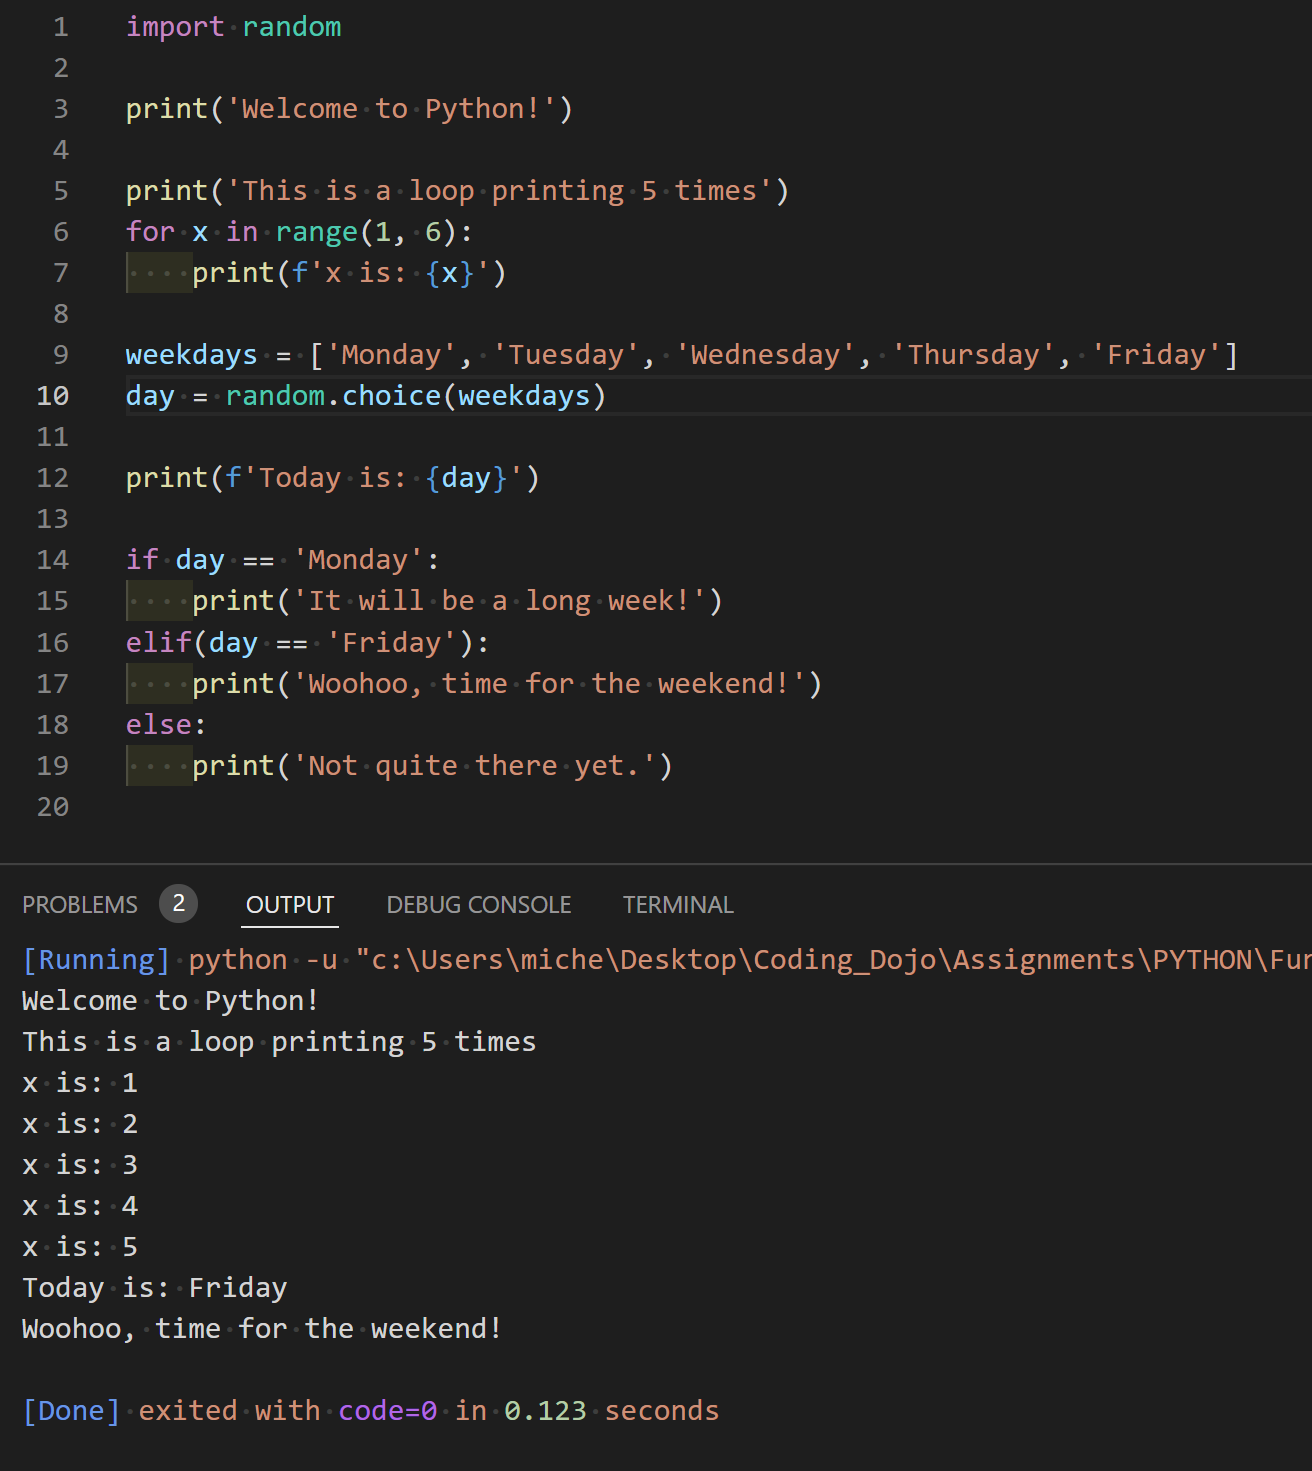 1 import random
2
3 print('Welcome to Python!')
4
5 print('This is a loop printing 5 times')
6 for x in range(1, 6):
7     print(f'x is: {x}')
8
9 weekdays = ['Monday', 'Tuesday', 'Wednesday', 'Thursday', 'Friday']
10 day = random.choice(weekdays)
11
12 print(f'Today is: {day}')
13
14 if day == 'Monday':
15     print('It will be a long week!')
16 elif(day == 'Friday'):
17     print('Woohoo, time for the weekend!')
18 else:
19     print('Not quite there yet.')
20
PROBLEMS 2 OUTPUT DEBUG CONSOLE TERMINAL
[Running] python -u "c:\Users\miche\Desktop\Coding_Dojo\Assignments\PYTHON\Fun
Welcome to Python!
This is a loop printing 5 times
x is: 1
x is: 2
x is: 3
x is: 4
x is: 5
Today is: Friday
Woohoo, time for the weekend!
[Done] exited with code=0 in 0.123 seconds